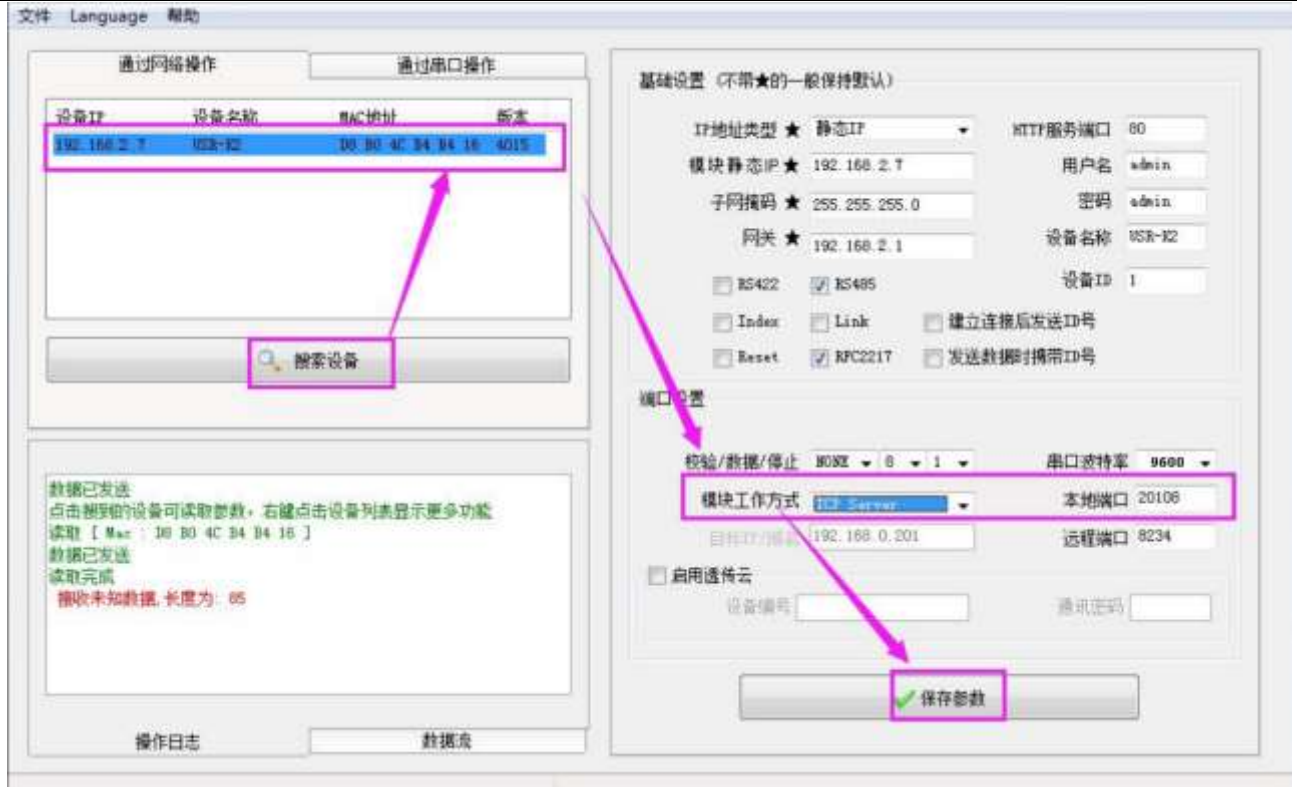 文件 Language 帮助
通过网络操作 通过串口操作
设备IP 设备名称 MAC地址 版本
192.168.2.7 USR-K2 D8 B0 4C B4 B4 16 4015
搜索设备
数据已发送
点击搜到的设备可读取参数，右键点击设备列表显示更多功能
读取 [ Mac : D8 B0 4C B4 B4 16 ]
数据已发送
读取完成
接收未知数据,长度为: 65
操作日志 数据流
基础设置（不带★的一般保持默认）
IP地址类型 ★ 静态IP HTTP服务端口 80
模块静态IP★ 192.168.2.7 用户名 admin
子网掩码 ★ 255.255.255.0 密码 admin
网关 ★ 192.168.2.1 设备名称 USR-K2
RS422 RS485 设备ID 1
Index Link 建立连接后发送ID号
Reset RFC2217 发送数据时携带ID号
端口设置
校验/数据/停止 NONE 8 1 串口波特率 9600
模块工作方式 TCP Server 本地端口 20108
目标IP/ 192.168.0.201 远程端口 8234
启用透传云
设备编号 通讯密码
保存参数